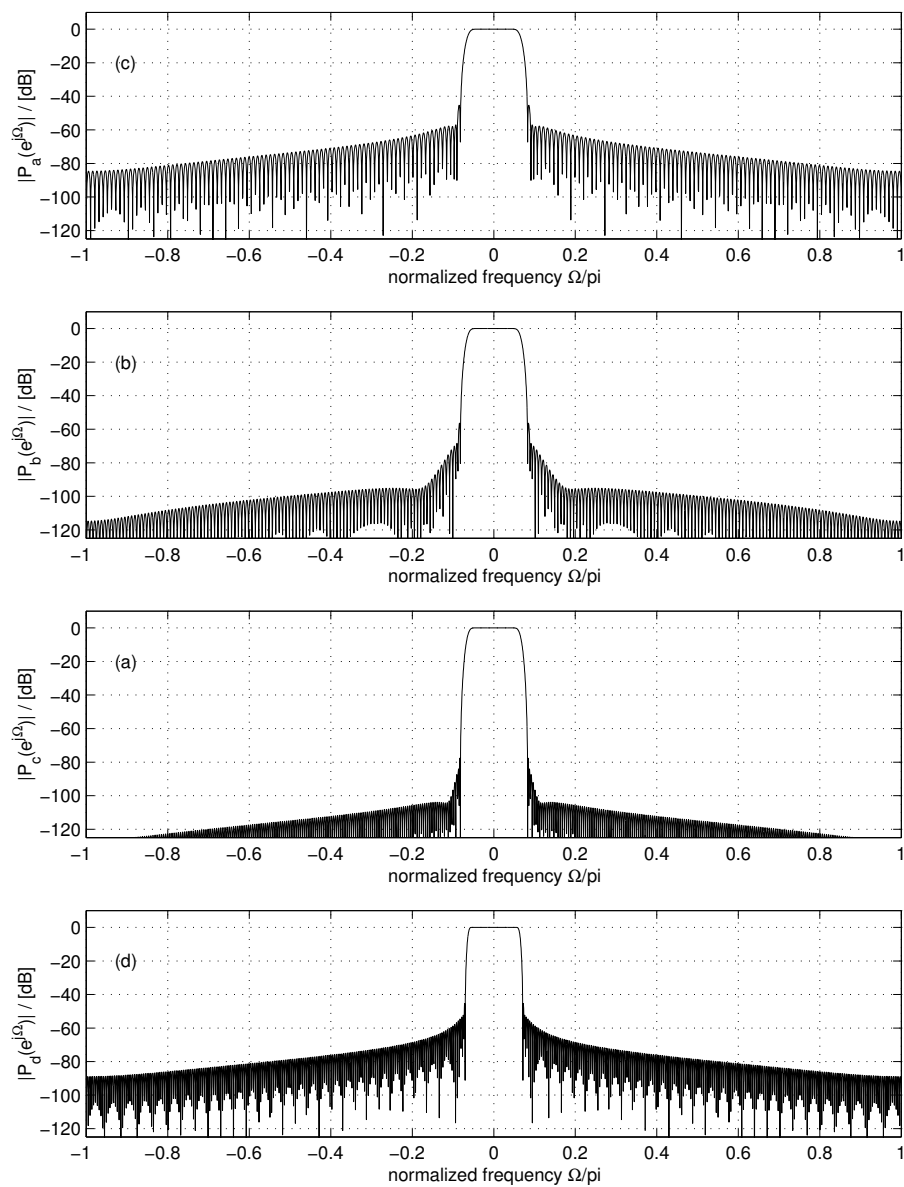 0
−20
−40
−60
−80
−100
−120
|P_a(e^{jΩ})| / [dB]
(c)
−1 −0.8 −0.6 −0.4 −0.2 0 0.2 0.4 0.6 0.8 1
normalized frequency Ω/pi
0
−20
−40
−60
−80
−100
−120
|P_b(e^{jΩ})| / [dB]
(b)
−1 −0.8 −0.6 −0.4 −0.2 0 0.2 0.4 0.6 0.8 1
normalized frequency Ω/pi
0
−20
−40
−60
−80
−100
−120
|P_c(e^{jΩ})| / [dB]
(a)
−1 −0.8 −0.6 −0.4 −0.2 0 0.2 0.4 0.6 0.8 1
normalized frequency Ω/pi
0
−20
−40
−60
−80
−100
−120
|P_d(e^{jΩ})| / [dB]
(d)
−1 −0.8 −0.6 −0.4 −0.2 0 0.2 0.4 0.6 0.8 1
normalized frequency Ω/pi